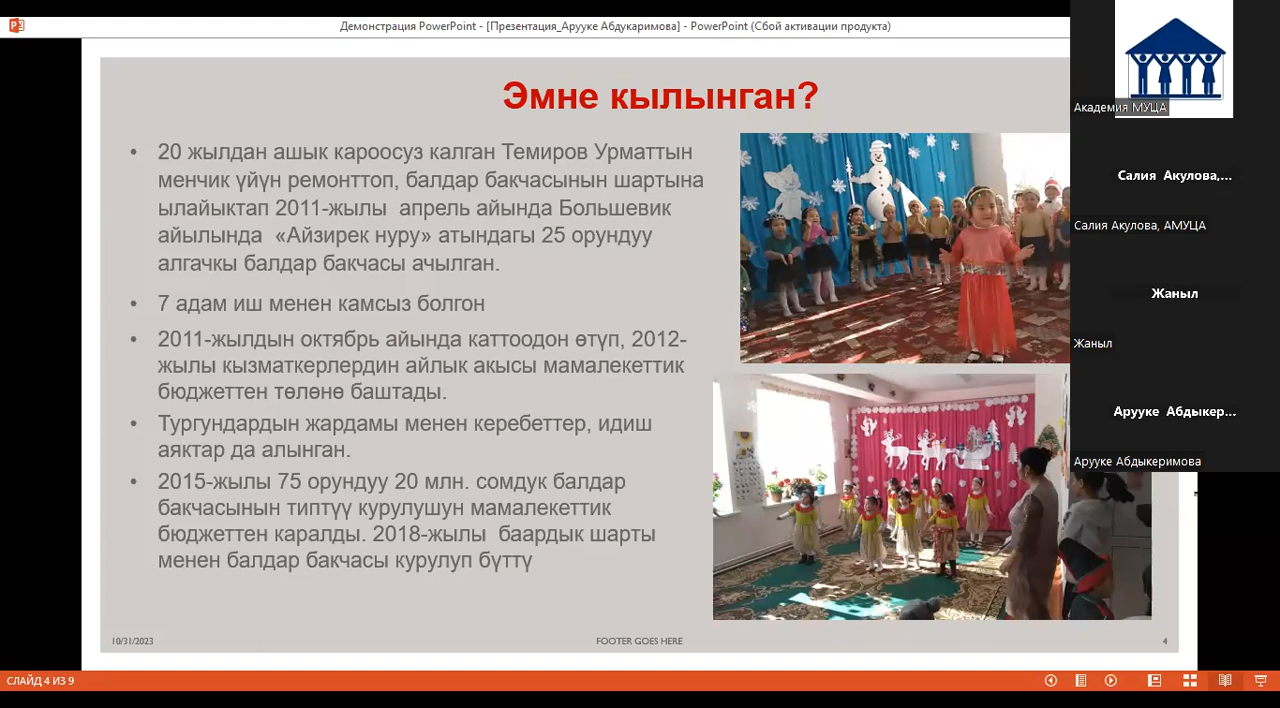 Демонстрация PowerPoint - [Презентация_Арууке Абдукаримова] - PowerPoint (Сбой активации продукта)
Эмне кылынган?
• 20 жылдан ашык кароосуз калган Темиров Урматтын
менчик үйүн ремонттоп, балдар бакчасынын шартына
ылайыктап 2011-жылы апрель айында Большевик
айылында «Айзирек нуру» атындагы 25 орундуу
алгачкы балдар бакчасы ачылган.
• 7 адам иш менен камсыз болгон
• 2011-жылдын октябрь айында каттоодон өтүп, 2012-
жылы кызматкерлердин айлык акысы мамалекеттик
бюджеттен төлөнө баштады.
• Тургундардын жардамы менен керебеттер, идиш
аяктар да алынган.
• 2015-жылы 75 орундуу 20 млн. сомдук балдар
бакчасынын типтүү курулушун мамалекеттик
бюджеттен каралды. 2018-жылы баардык шарты
менен балдар бакчасы курулуп бүттү
10/31/2023
FOOTER GOES HERE
4
СЛАЙД 4 ИЗ 9
Академия МУЦА
Салия Акулова,...
Салия Акулова, АМУЦА
Жаныл
Жаныл
Арууке Абдыкер...
Арууке Абдыкеримова